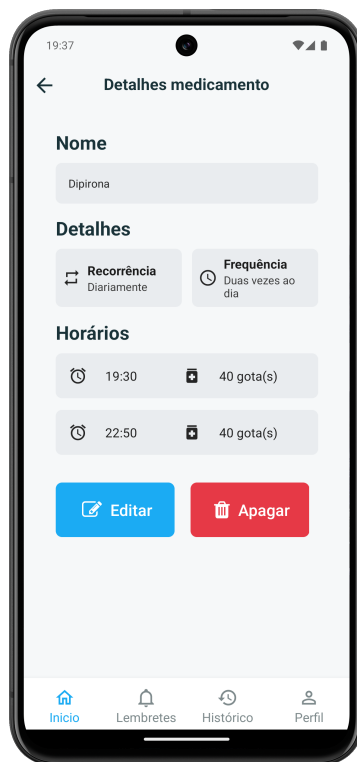 19:37
Detalhes medicamento
Nome
Dipirona
Detalhes
Recorrência
Diariamente
Frequência
Duas vezes ao
dia
Horários
19:30 40 gota(s)
22:50 40 gota(s)
Editar Apagar
Inicio Lembretes Histórico Perfil